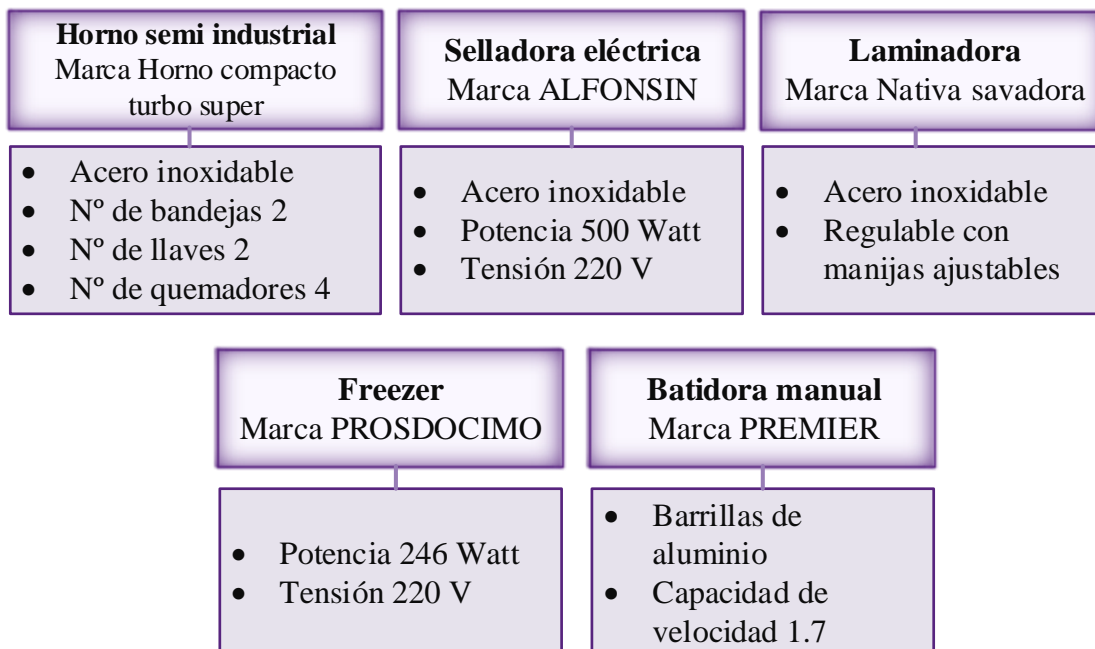 Horno semi industrial
Marca Horno compacto
turbo super
• Acero inoxidable
• Nº de bandejas 2
• Nº de llaves 2
• Nº de quemadores 4
Selladora eléctrica
Marca ALFONSIN
• Acero inoxidable
• Potencia 500 Watt
• Tensión 220 V
Laminadora
Marca Nativa savadora
• Acero inoxidable
• Regulable con
manijas ajustables
Freezer
Marca PROSDOCIMO
• Potencia 246 Watt
• Tensión 220 V
Batidora manual
Marca PREMIER
• Barrillas de
aluminio
• Capacidad de
velocidad 1.7